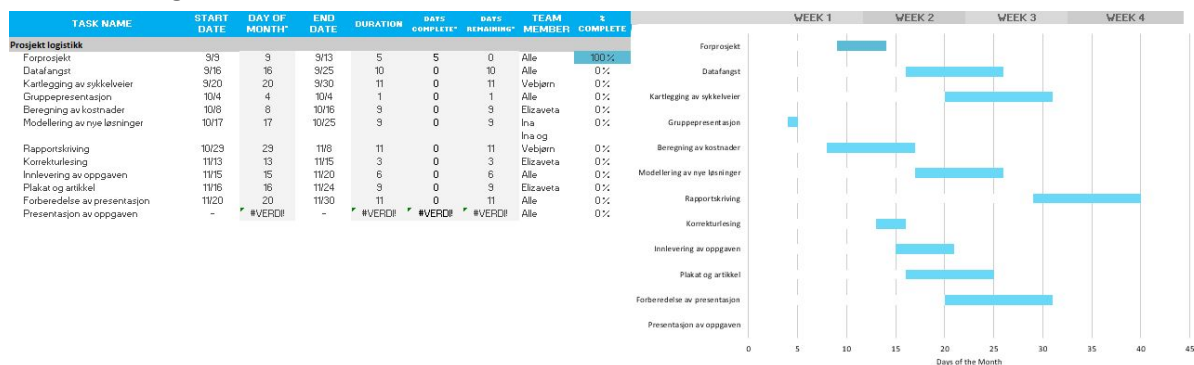 TASK NAME START DATE DAY OF MONTH* END DATE DURATION DAYS COMPLETE* DAYS REMAINING* TEAM MEMBER % COMPLETE
Prosjekt logistikk
Forprosjekt 9/9 9 9/13 5 5 0 Alle 100 %
Datafangst 9/16 16 9/25 10 0 10 Alle 0 %
Kartlegging av sykkelveier 9/20 20 9/30 11 0 11 Vebjørn 0 %
Gruppepresentasjon 10/4 4 10/4 1 0 1 Alle 0 %
Beregning av kostnader 10/8 8 10/16 9 0 9 Elizaveta 0 %
Modellering av nye løsninger 10/17 17 10/25 9 0 9 Ina 0 %
Rapportskriving 10/29 29 11/8 11 0 11 Ina og Vebjørn 0 %
Korrekturlesing 11/13 13 11/15 3 0 3 Elizaveta 0 %
Innlevering av oppgaven 11/15 15 11/20 6 0 6 Alle 0 %
Plakat og artikkel 11/16 16 11/24 9 0 9 Elizaveta 0 %
Forberedelse av presentasjon 11/20 20 11/30 11 0 11 Alle 0 %
Presentasjon av oppgaven - #VERDI! - #VERDI! #VERDI! #VERDI! Alle 0 %
WEEK 1 WEEK 2 WEEK 3 WEEK 4
Forprosjekt
Datafangst
Kartlegging av sykkelveier
Gruppepresentasjon
Beregning av kostnader
Modellering av nye løsninger
Rapportskriving
Korrekturlesing
Innlevering av oppgaven
Plakat og artikkel
Forberedelse av presentasjon
Presentasjon av oppgaven
0 5 10 15 20 25 30 35 40 45
Days of the Month